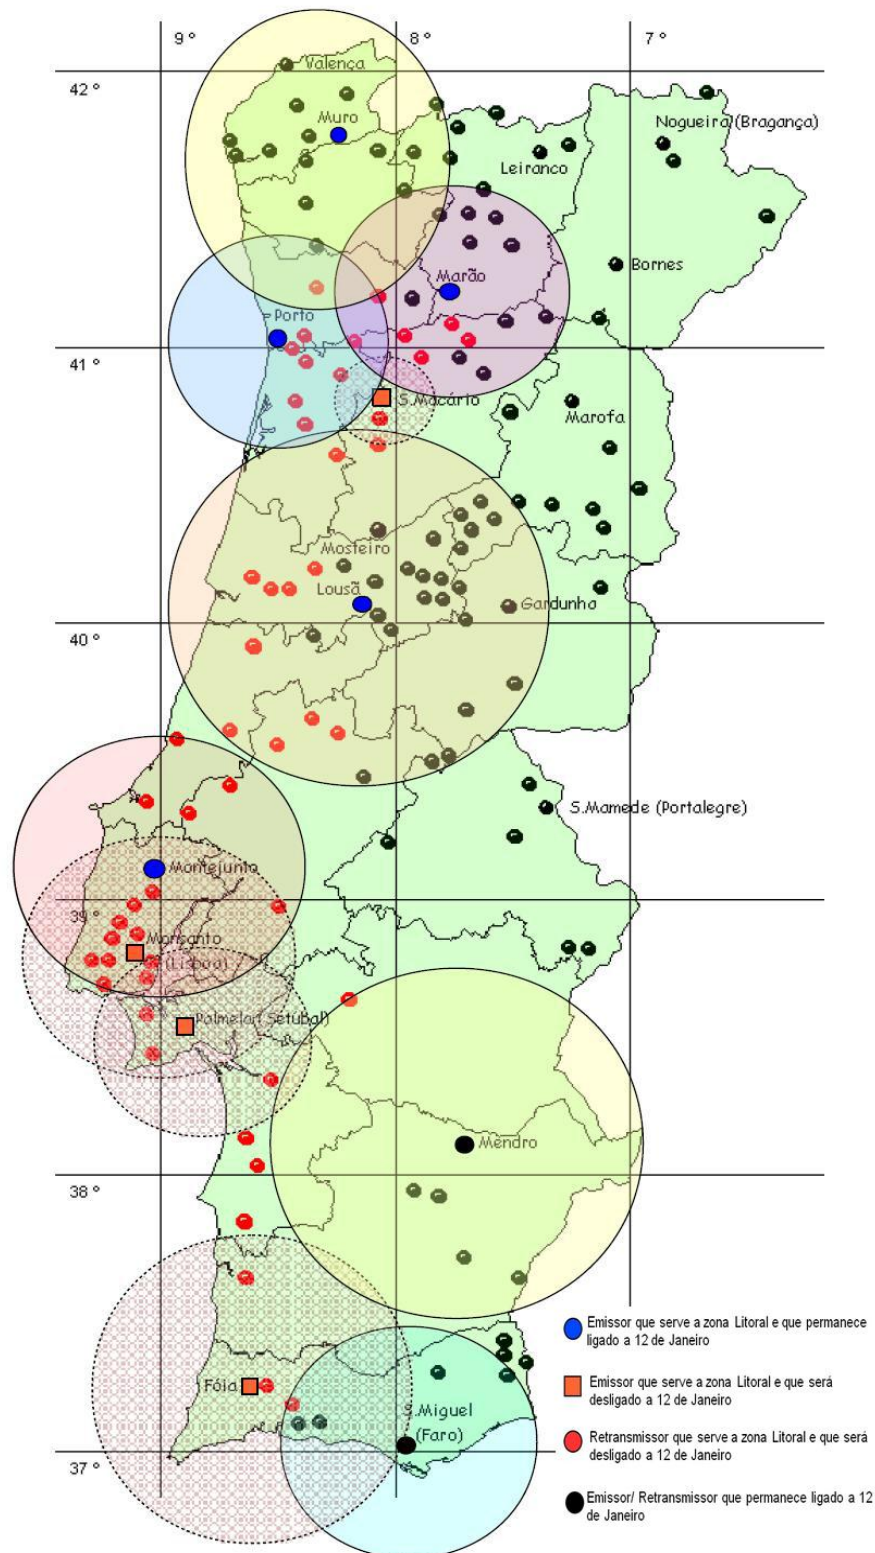 9 °
8 °
7 °
Valença
42 °
Muro
Nogueira (Bragança)
Leiranco
Bornes
Marão
Porto
41 °
S.Macário
Marofa
Mosteiro
Lousã
Gardunha
40 °
S.Mamede (Portalegre)
Montejunto
39 °
Monsanto
(Lisboa)
Palmela( Setúbal)
Mendro
38 °
Emissor que serve a zona Litoral e que permanece
ligado a 12 de Janeiro
Fóia
Emissor que serve a zona Litoral e que será
desligado a 12 de Janeiro
S.Miguel
(Faro)
Retransmissor que serve a zona Litoral e que será
desligado a 12 de Janeiro
37 °
Emissor/ Retransmissor que permanece ligado a 12
de Janeiro